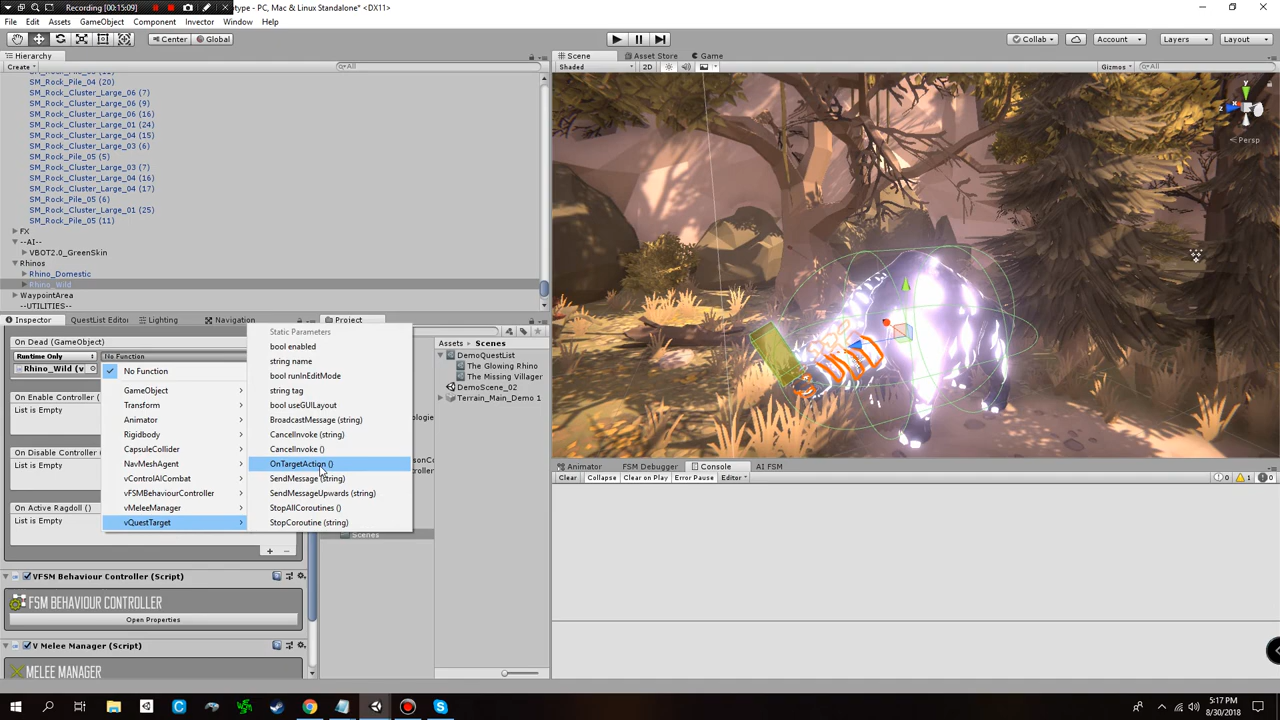 Recording [00:15:09]
otype - PC, Mac & Linux Standalone* <DX11>
File Edit Assets GameObject Component Invector Window Help
Center Global
Collab Account Layers Layout
Hierarchy
Create All
SM_Rock_Pile_04 (20)
SM_Rock_Cluster_Large_06 (7)
SM_Rock_Cluster_Large_06 (9)
SM_Rock_Cluster_Large_06 (16)
SM_Rock_Cluster_Large_01 (24)
SM_Rock_Cluster_Large_04 (15)
SM_Rock_Cluster_Large_03 (6)
SM_Rock_Pile_05 (5)
SM_Rock_Cluster_Large_03 (7)
SM_Rock_Cluster_Large_04 (16)
SM_Rock_Cluster_Large_04 (17)
SM_Rock_Pile_05 (6)
SM_Rock_Cluster_Large_01 (25)
SM_Rock_Pile_05 (11)
FX
--AI--
VBOT2.0_GreenSkin
Rhinos
Rhino_Domestic
Rhino_Wild
WaypointArea
--UTILITIES--
Scene Asset Store Game
Shaded 2D Gizmos All
y
x
z
Persp
Inspector QuestList Editor Lighting Navigation
On Dead (GameObject)
Runtime Only No Function
Rhino_Wild (v
On Enable Controller (
List is Empty
On Disable Controller (
List is Empty
On Active Ragdoll ()
List is Empty
No Function
GameObject
Transform
Animator
Rigidbody
CapsuleCollider
NavMeshAgent
vControlAICombat
vFSMBehaviourController
vMeleeManager
vQuestTarget
Static Parameters
bool enabled
string name
bool runInEditMode
string tag
bool useGUILayout
BroadcastMessage (string)
CancelInvoke (string)
CancelInvoke ()
OnTargetAction ()
SendMessage (string)
SendMessageUpwards (string)
StopAllCoroutines ()
StopCoroutine (string)
VFSM Behaviour Controller (Script)
FSM BEHAVIOUR CONTROLLER
Open Properties
V Melee Manager (Script)
MELEE MANAGER
Project
Assets Scenes
DemoQuestList
The Glowing Rhino
The Missing Villager
DemoScene_02
Terrain_Main_Demo 1
Scenes
Animator FSM Debugger Console AI FSM
Clear Collapse Clear on Play Error Pause 0 1 0
5:17 PM
8/30/2018